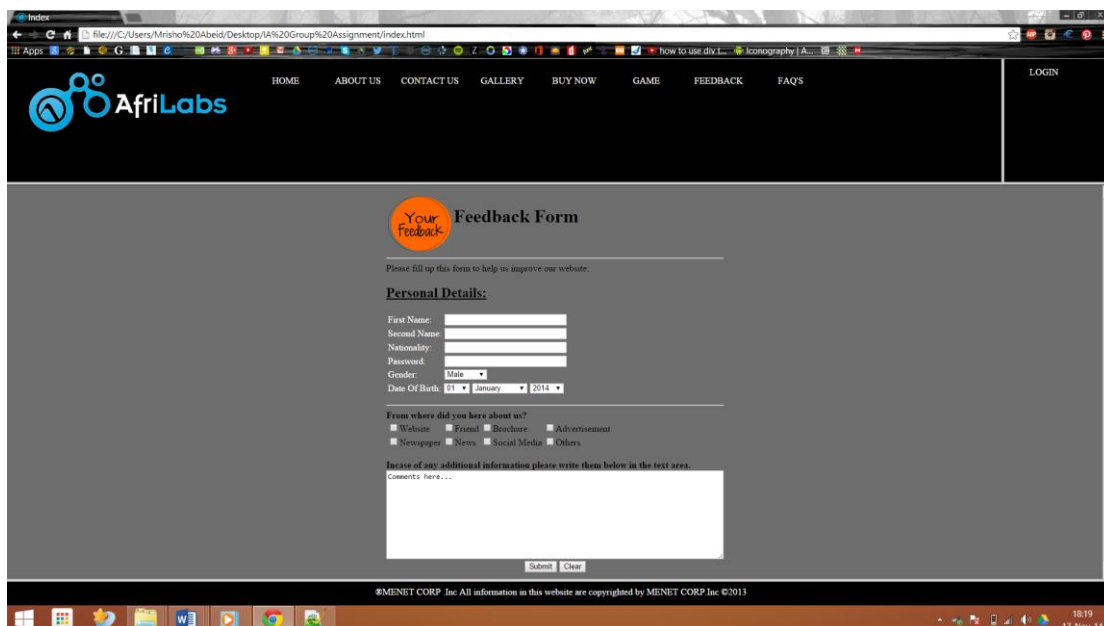 Index
file:///C:/Users/Mrisho%20Abeid/Desktop/IA%20Group%20Assignment/index.html
Apps
how to use div t...
Iconography | A...
AfriLabs
HOME ABOUT US CONTACT US GALLERY BUY NOW GAME FEEDBACK FAQ'S
LOGIN
Your Feedback
Feedback Form
Please fill up this form to help us improve our website:
Personal Details:
First Name:
Second Name:
Nationality:
Password:
Gender: Male
Date Of Birth: 01 January 2014
From where did you here about us?
Website Friend Brochure Advertisement
Newspaper News Social Media Others
Incase of any additional information please write them below in the text area.
Comments here...
Submit Clear
®MENET CORP .Inc All information in this website are copyrighted by MENET CORP.Inc ©2013
18:19
17-Nov-14